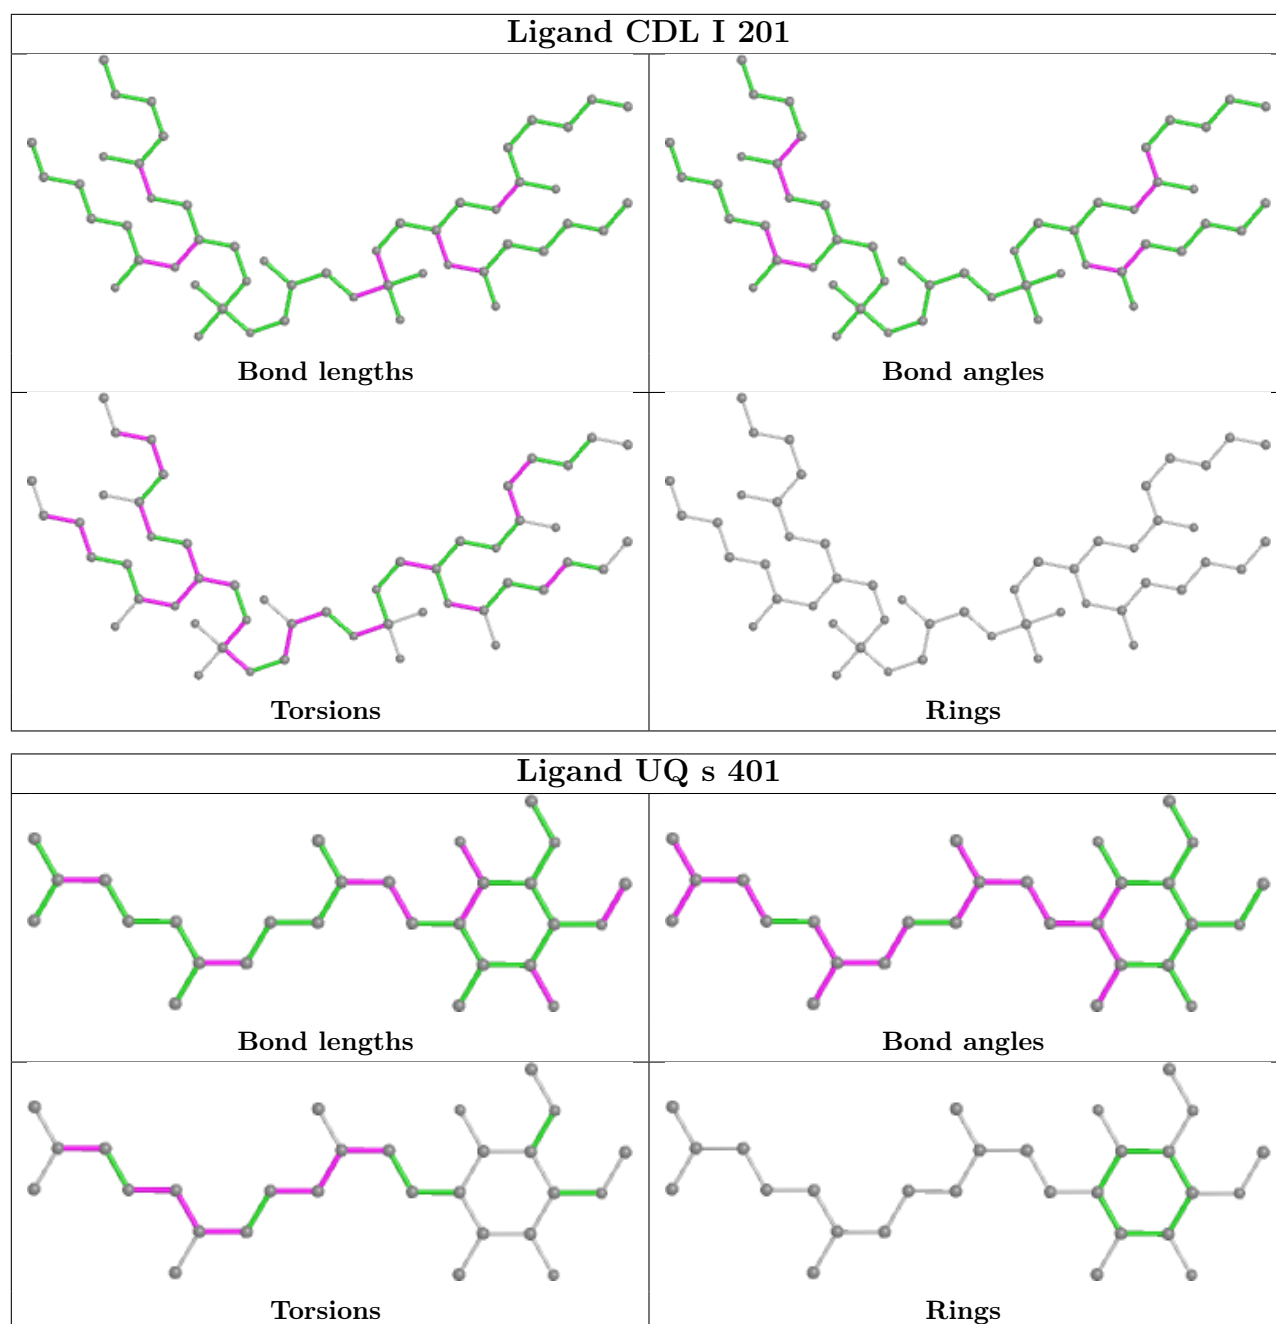 Ligand CDL I 201
Bond lengths
Bond angles
Torsions
Rings
Ligand UQ s 401
Bond lengths
Bond angles
Torsions
Rings